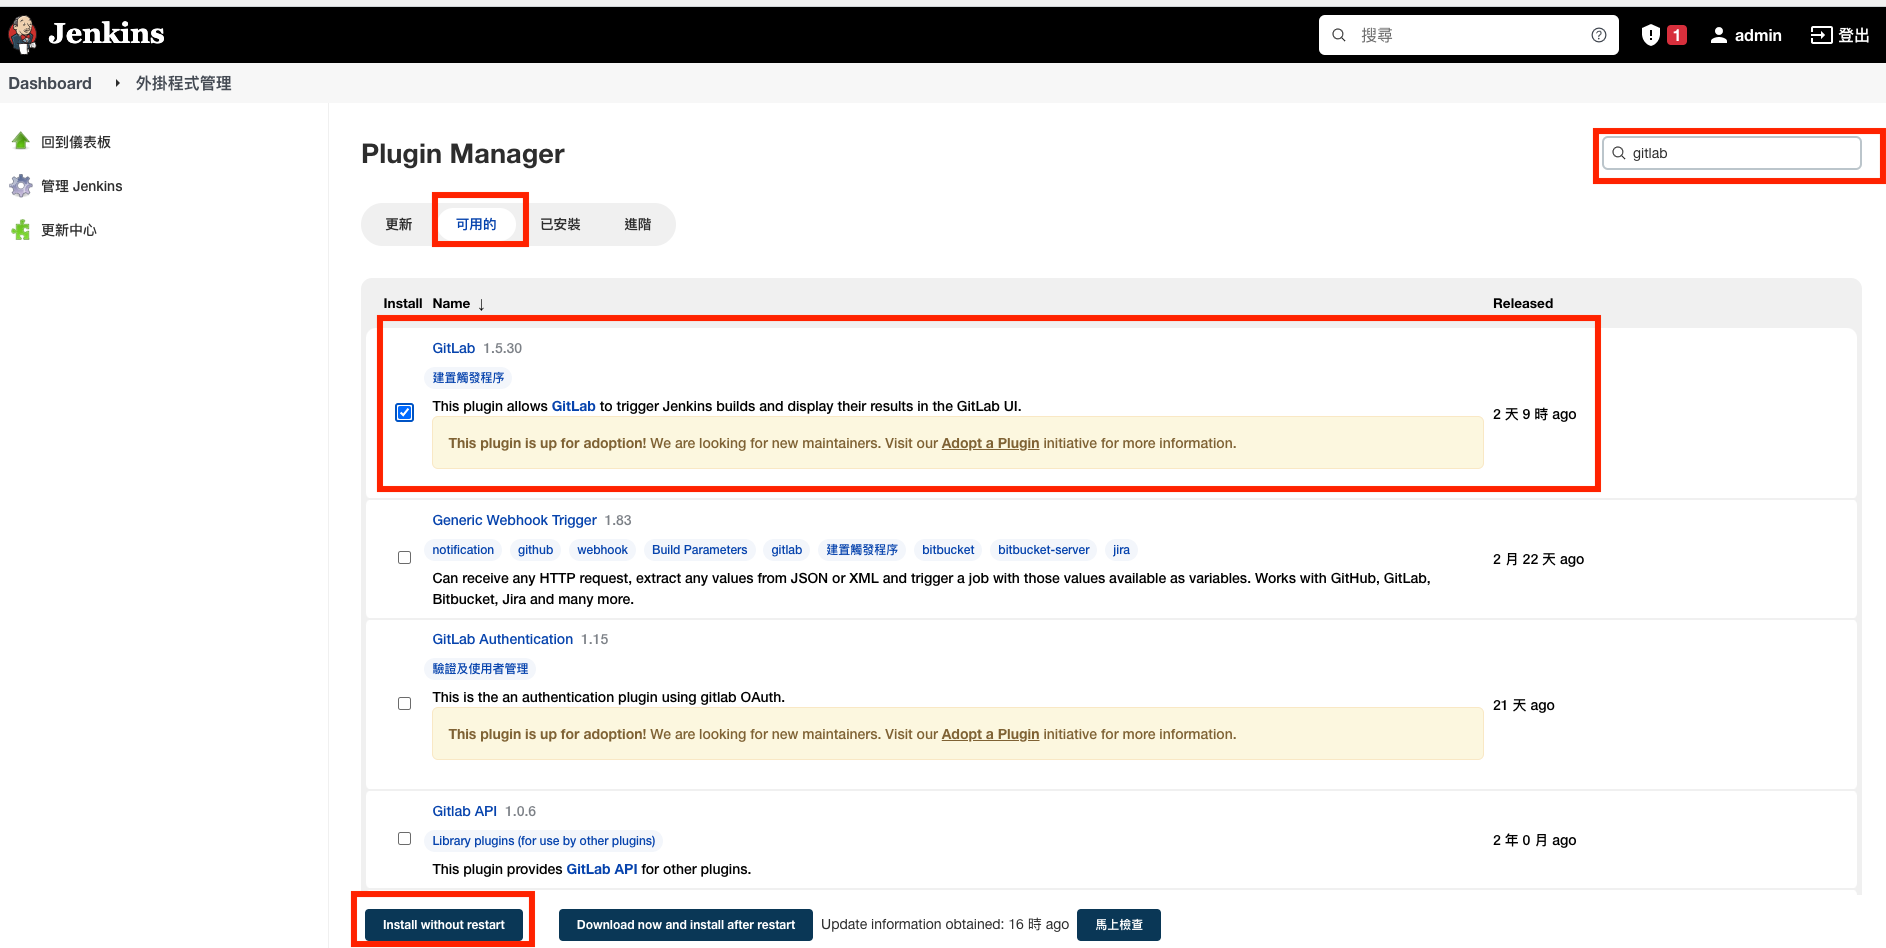 Jenkins
搜尋
1
admin
登出
Dashboard
外掛程式管理
回到儀表板
管理 Jenkins
更新中心
Plugin Manager
gitlab
更新
可用的
已安裝
進階
Install Name ↓ Released
GitLab 1.5.30
建置觸發程序
This plugin allows GitLab to trigger Jenkins builds and display their results in the GitLab UI.
This plugin is up for adoption! We are looking for new maintainers. Visit our Adopt a Plugin initiative for more information.
2 天 9 時 ago
Generic Webhook Trigger 1.83
notification github webhook Build Parameters gitlab 建置觸發程序 bitbucket bitbucket-server jira
Can receive any HTTP request, extract any values from JSON or XML and trigger a job with those values available as variables. Works with GitHub, GitLab,
Bitbucket, Jira and many more.
2 月 22 天 ago
GitLab Authentication 1.15
驗證及使用者管理
This is the an authentication plugin using gitlab OAuth.
This plugin is up for adoption! We are looking for new maintainers. Visit our Adopt a Plugin initiative for more information.
21 天 ago
Gitlab API 1.0.6
Library plugins (for use by other plugins)
This plugin provides GitLab API for other plugins.
2 年 0 月 ago
Install without restart
Download now and install after restart
Update information obtained: 16 時 ago
馬上檢查